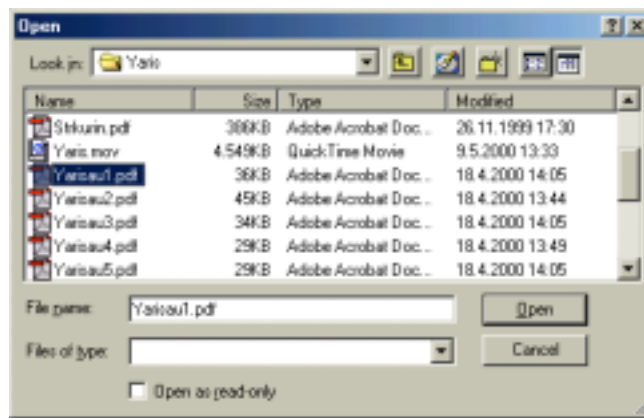 Open
Look in: Yaris
Name Size Type Modified
Strkurin.pdf 386KB Adobe Acrobat Doc... 26.11.1999 17:30
Yaris.mov 4.549KB QuickTime Movie 9.5.2000 13:33
Yarisau1.pdf 36KB Adobe Acrobat Doc... 18.4.2000 14:05
Yarisau2.pdf 45KB Adobe Acrobat Doc... 18.4.2000 13:44
Yarisau3.pdf 34KB Adobe Acrobat Doc... 18.4.2000 14:05
Yarisau4.pdf 29KB Adobe Acrobat Doc... 18.4.2000 13:49
Yarisau5.pdf 29KB Adobe Acrobat Doc... 18.4.2000 14:05
File name: Yarisau1.pdf Open
Files of type: Cancel
Open as read-only